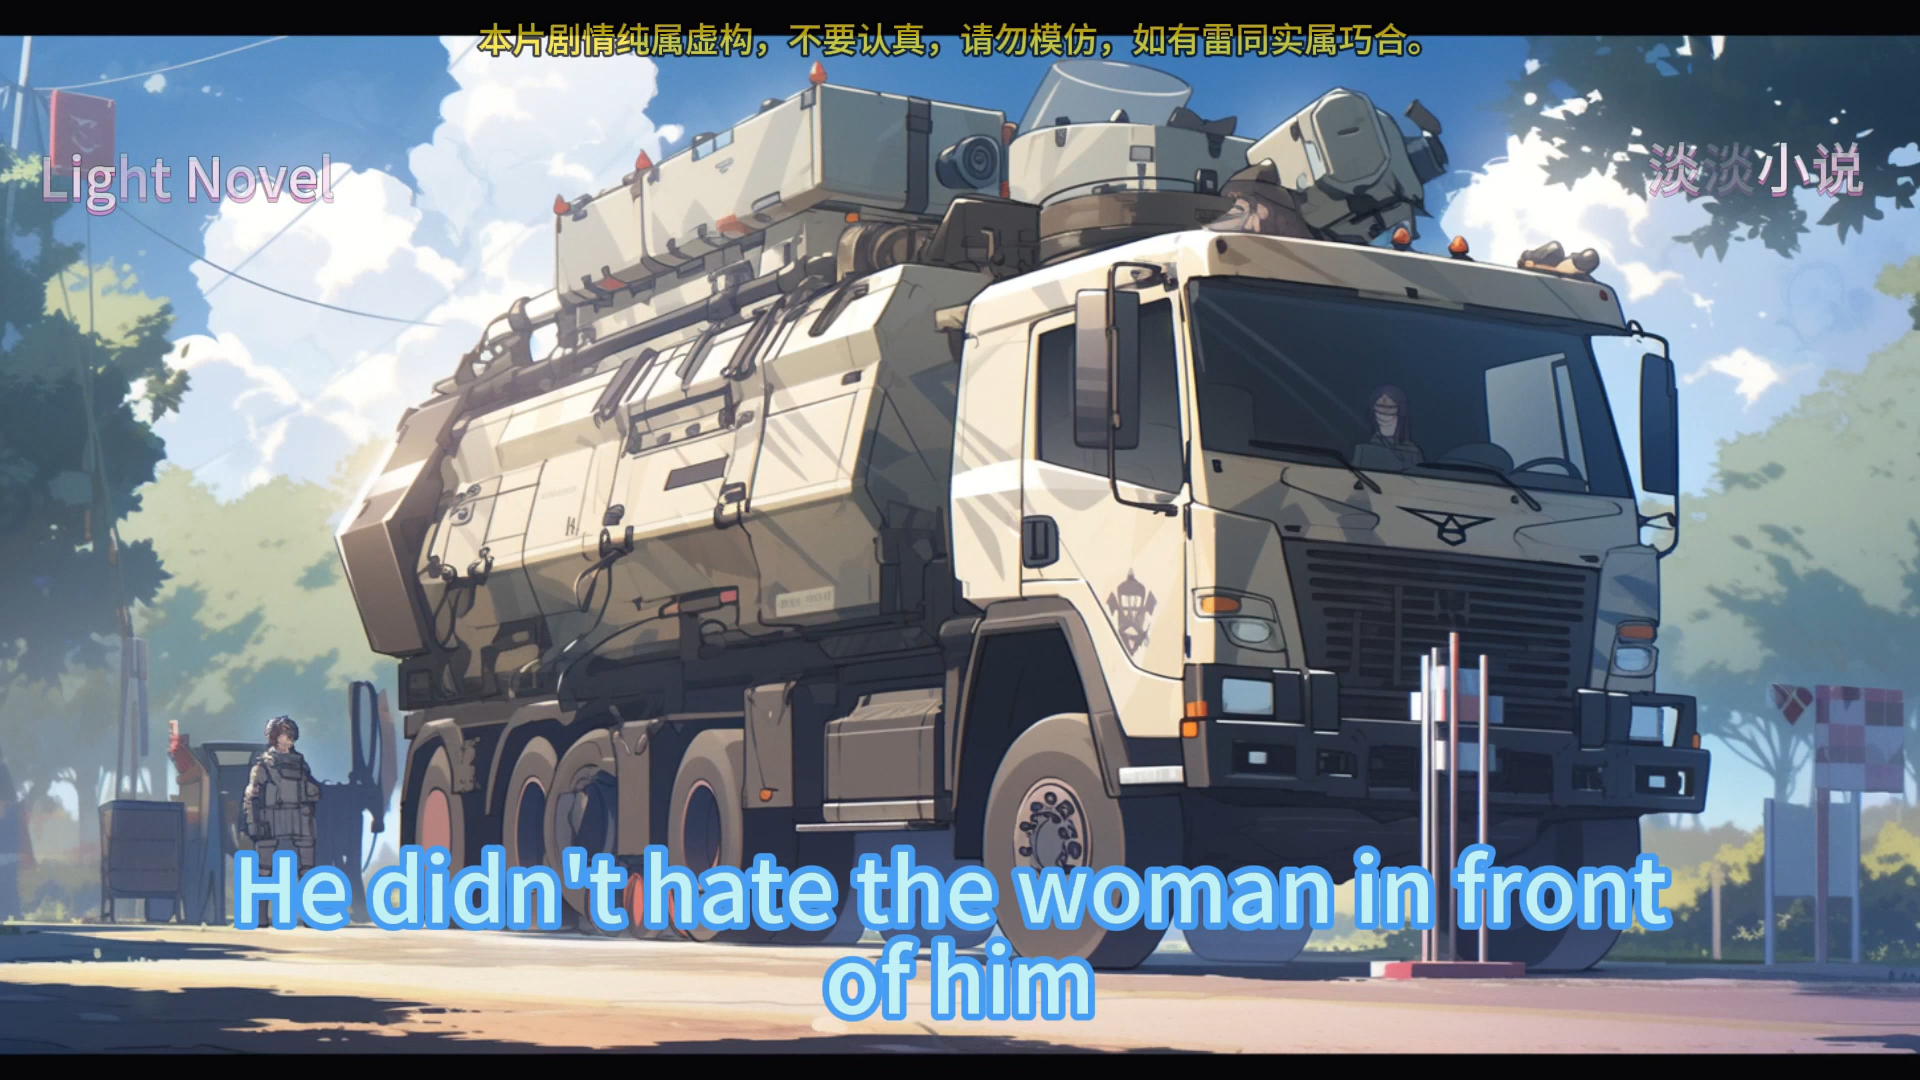 本片剧情纯属虚构，不要认真，请勿模仿，如有雷同实属巧合。
Light Novel
淡淡小说
He didn't hate the woman in front
of him